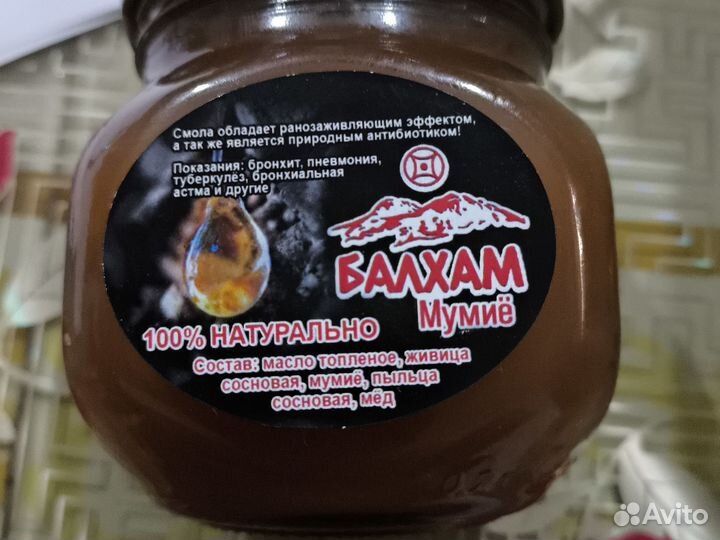 Смола обладает ранозаживляющим эффектом,
а так же является природным антибиотиком!
Показания: бронхит, пневмония,
туберкулёз, бронхиальная
астма и другие
БАЛХАМ
Мумиё
100% НАТУРАЛЬНО
Состав: масло топленое, живица
сосновая, мумиё, пыльца
сосновая, мёд
Avito